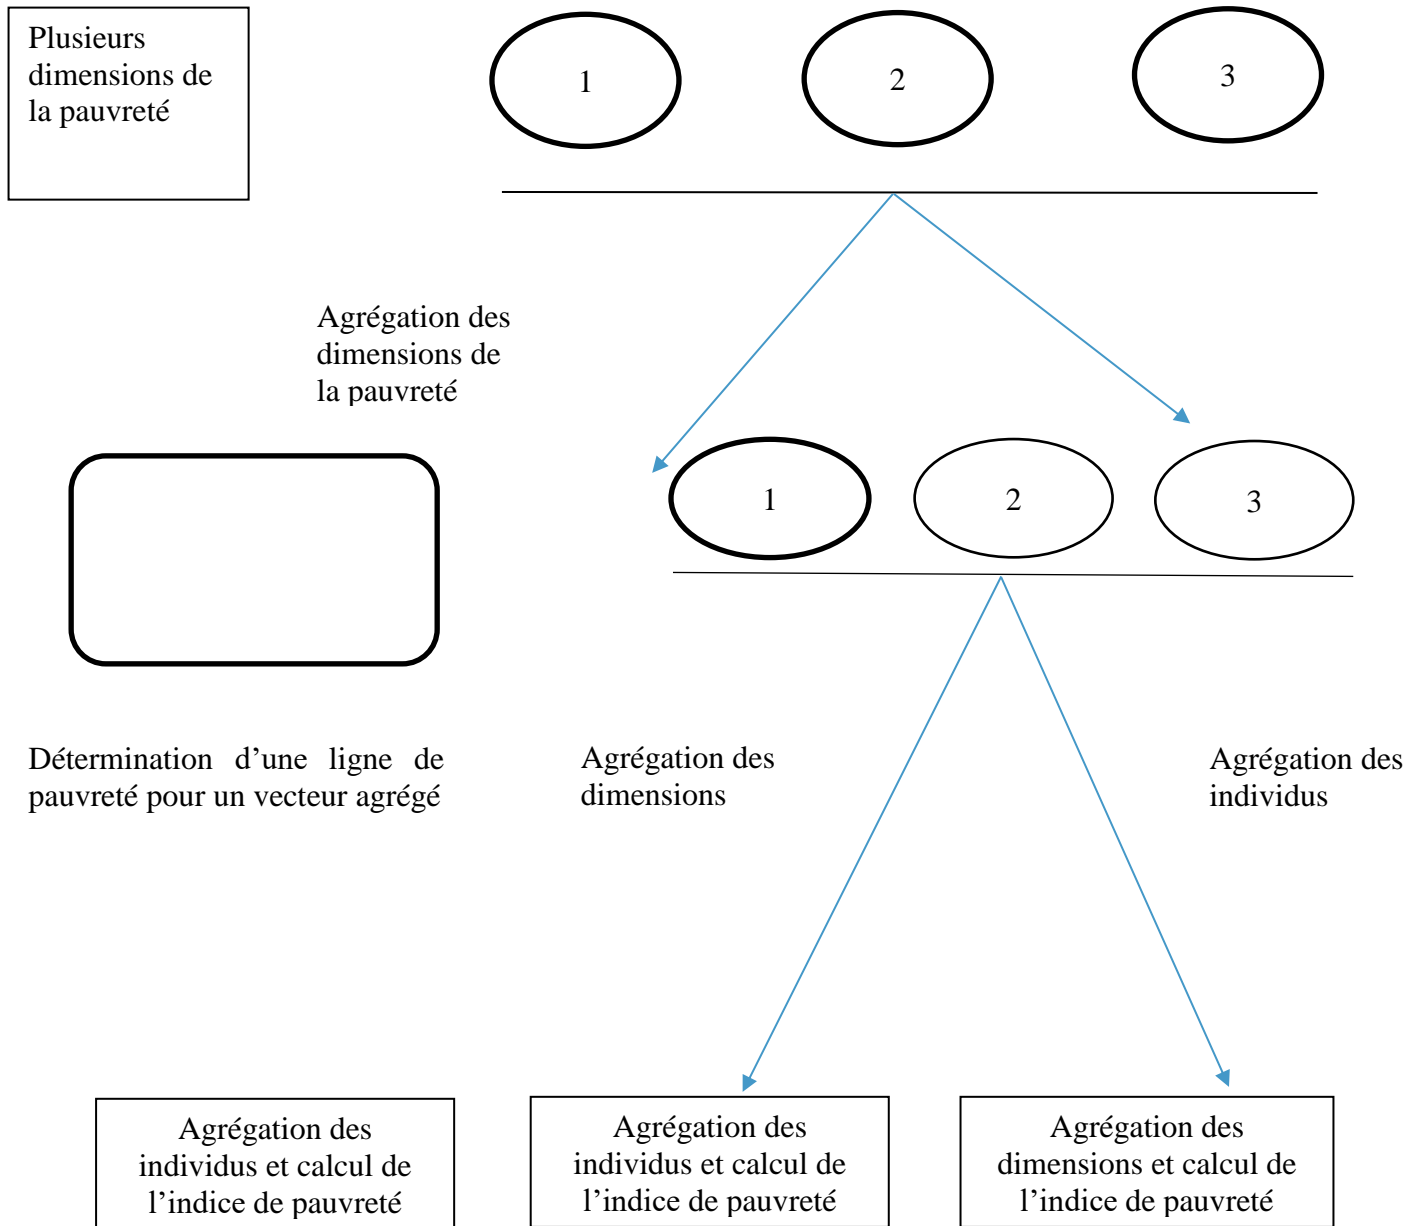 Plusieurs
dimensions de
la pauvreté
1
2
3
Agrégation des
dimensions de
la pauvreté
1
2
3
Détermination d’une ligne de
pauvreté pour un vecteur agrégé
Agrégation des
dimensions
Agrégation des
individus
Agrégation des
individus et calcul de
l’indice de pauvreté
Agrégation des
individus et calcul de
l’indice de pauvreté
Agrégation des
dimensions et calcul de
l’indice de pauvreté